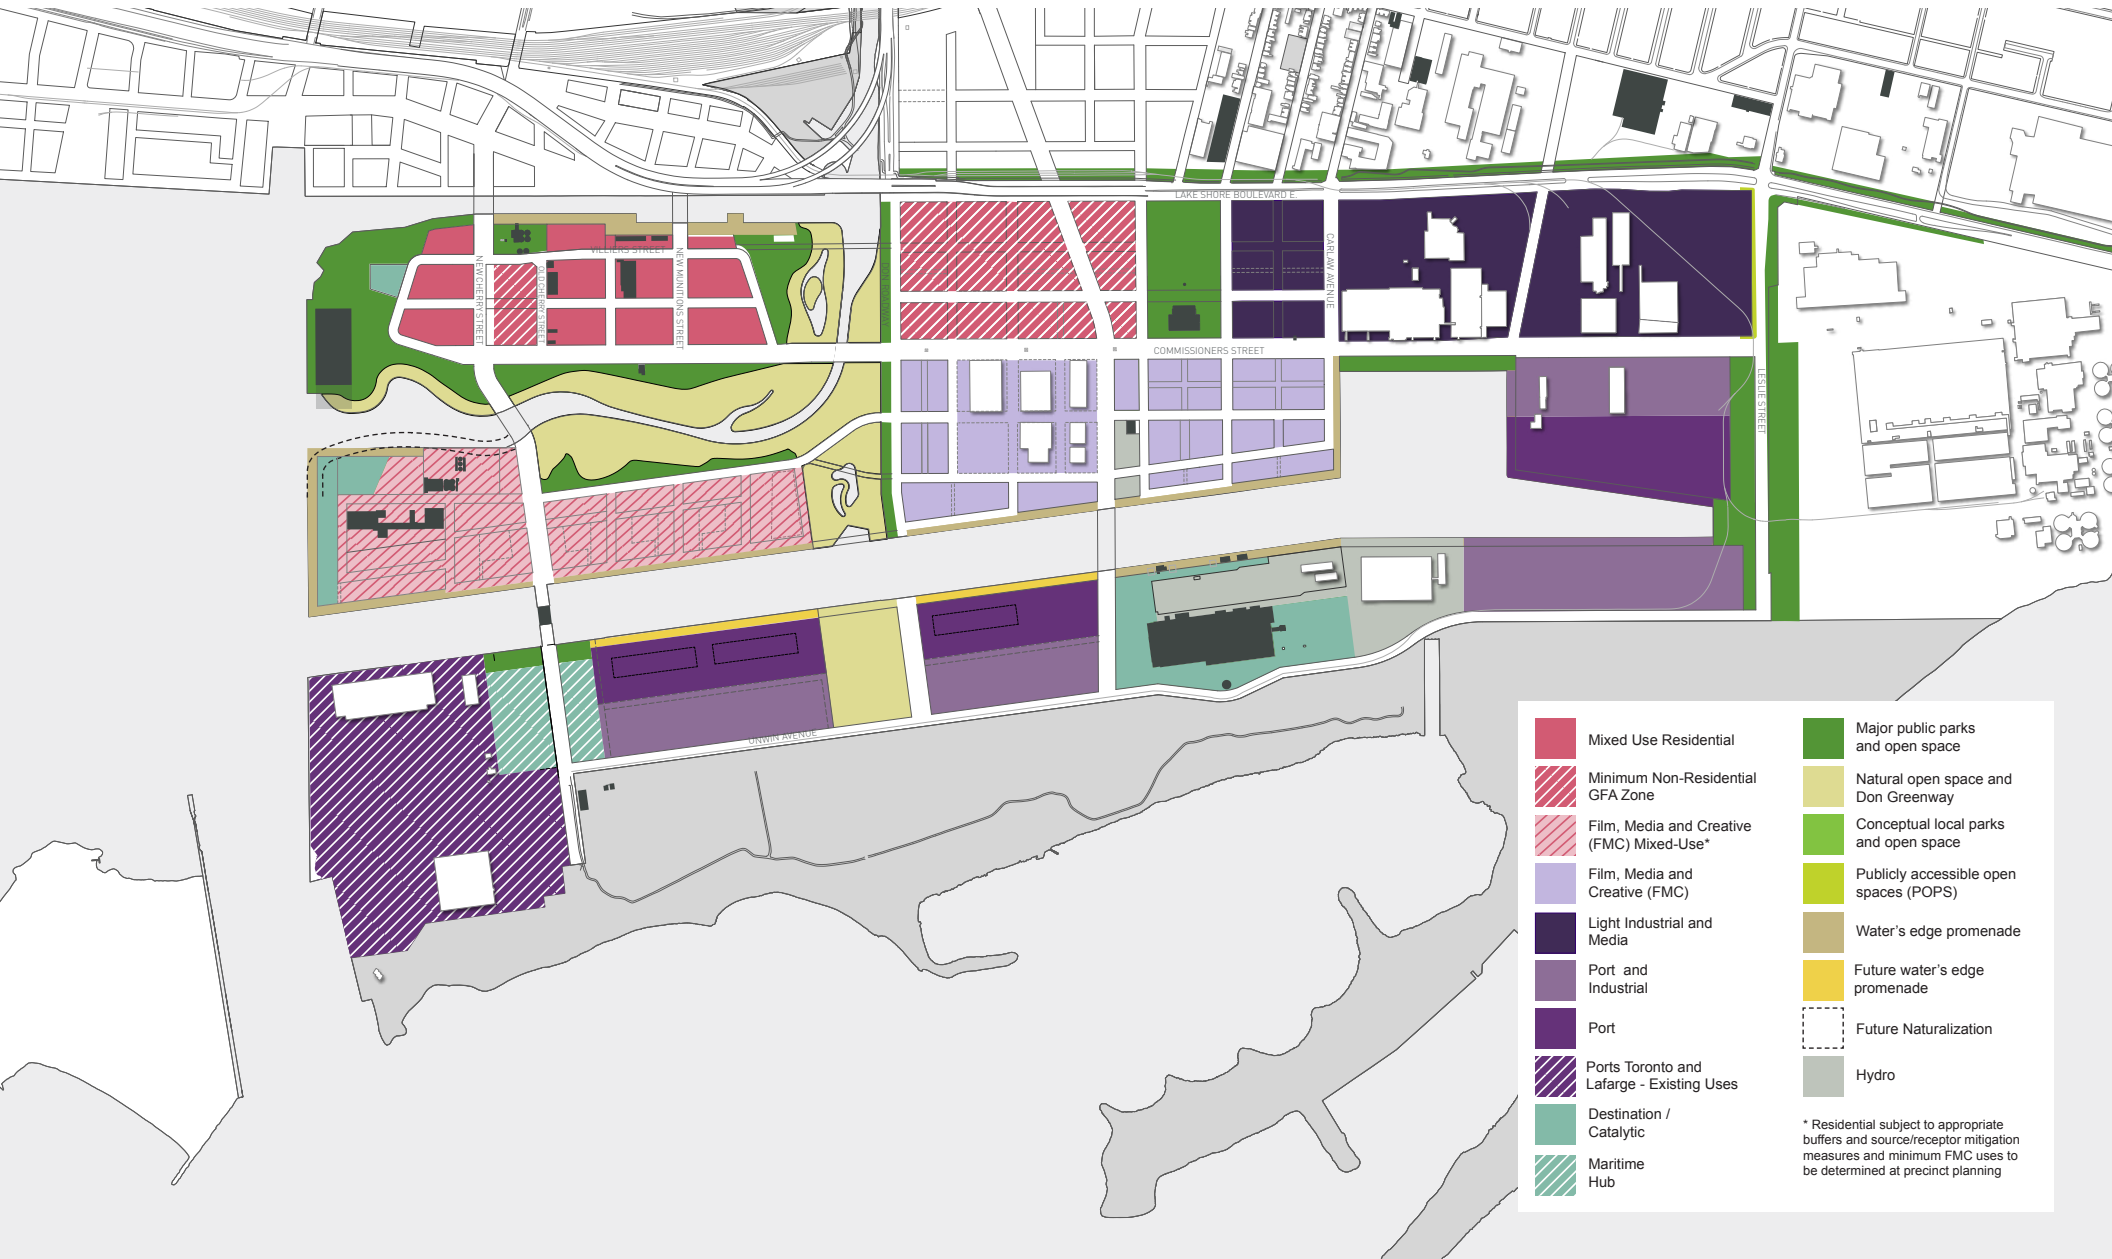 LAKE SHORE BOULEVARD E.
VILLIERS STREET
NEW CHERRY STREET
OLD CHERRY STREET
NEW MUNITIONS STREET
DON ROADWAY
CARLAW AVENUE
COMMISSIONERS STREET
LESLIE STREET
UNWIN AVENUE
Mixed Use Residential
Minimum Non-Residential
GFA Zone
Film, Media and Creative
(FMC) Mixed-Use*
Film, Media and
Creative (FMC)
Light Industrial and
Media
Port and
Industrial
Port
Ports Toronto and
Lafarge - Existing Uses
Destination /
Catalytic
Maritime
Hub
Major public parks
and open space
Natural open space and
Don Greenway
Conceptual local parks
and open space
Publicly accessible open
spaces (POPS)
Water's edge promenade
Future water's edge
promenade
Future Naturalization
Hydro
* Residential subject to appropriate
buffers and source/receptor mitigation
measures and minimum FMC uses to
be determined at precinct planning